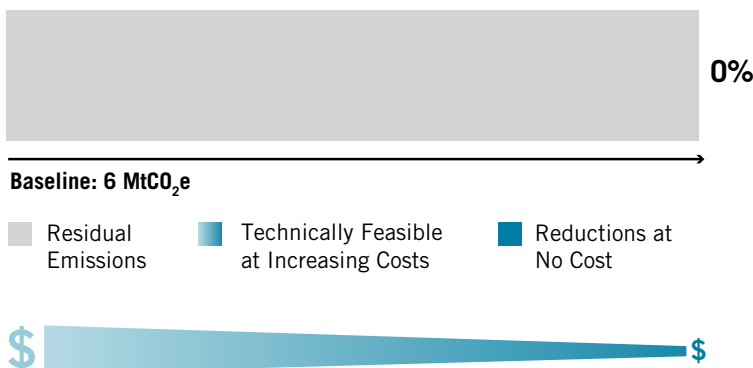 0%
Baseline: 6 MtCO₂e
Residual
Emissions
Technically Feasible
at Increasing Costs
Reductions at
No Cost
$ $